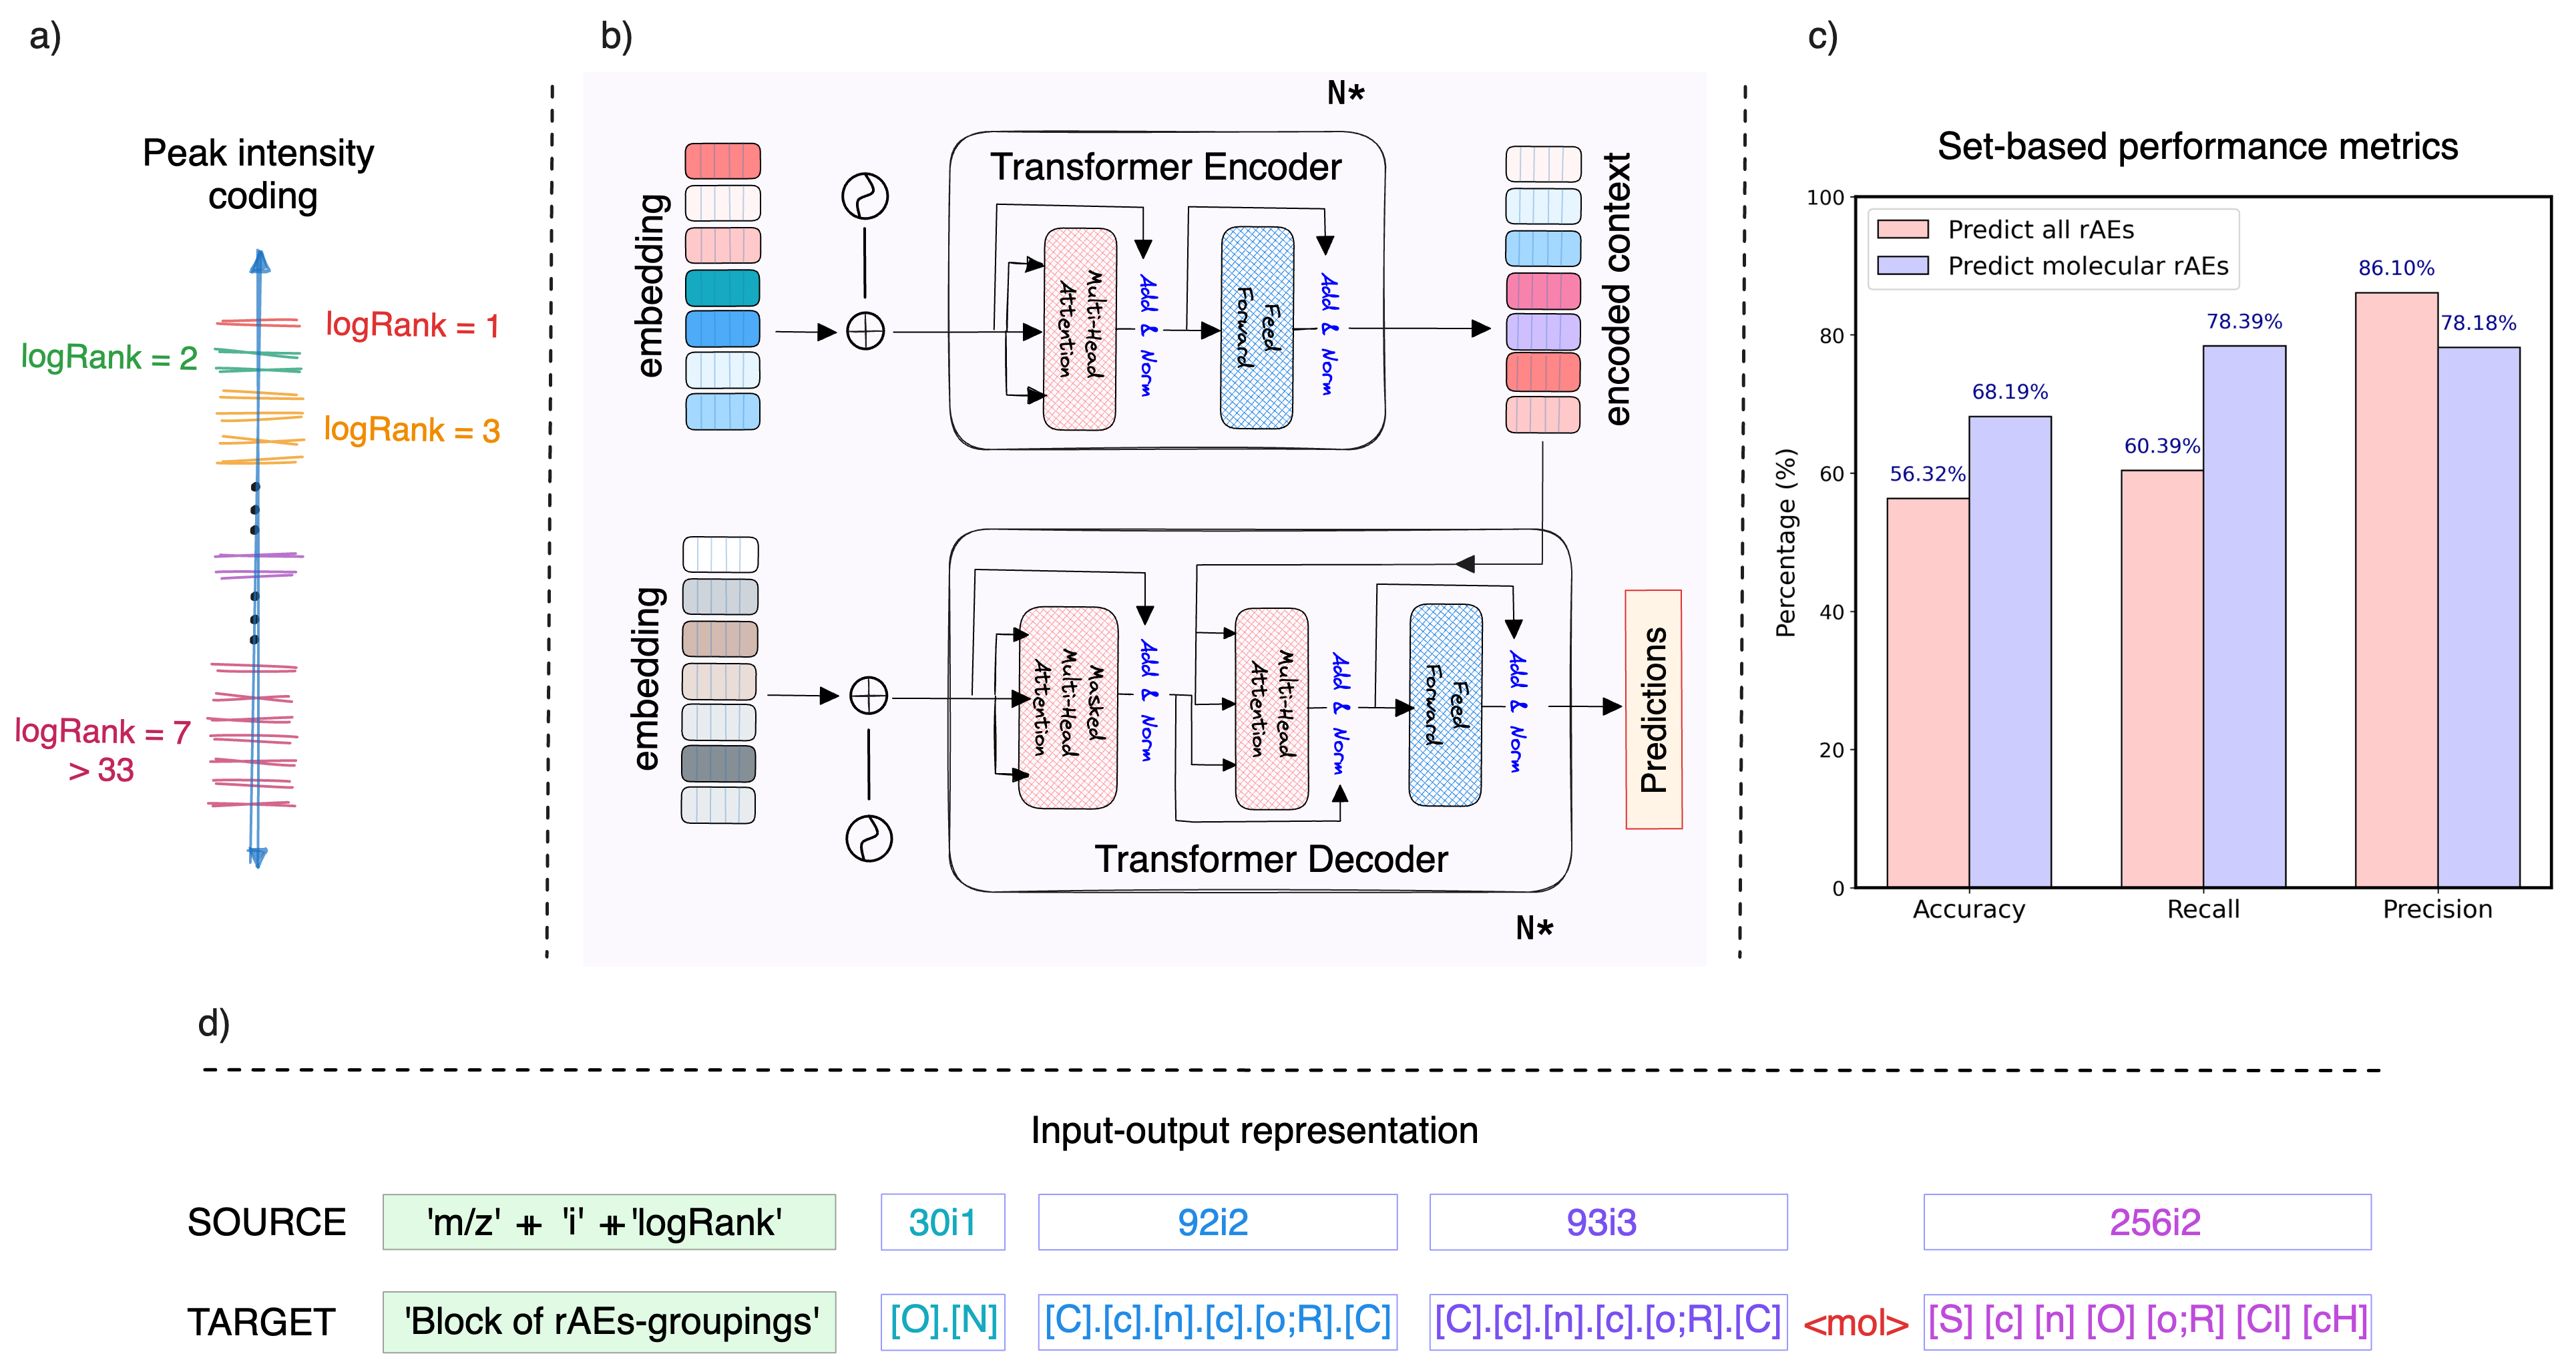 a)
Peak intensity
coding
logRank = 1
logRank = 2
logRank = 3
logRank = 7
> 33
b)
N*
Transformer Encoder
embedding
Multi-Head
Attention
Add & Norm
Feed
Forward
Add & Norm
encoded context
embedding
Masked
Multi-Head
Attention
Add & Norm
Multi-Head
Attention
Add & Norm
Feed
Forward
Add & Norm
Predictions
Transformer Decoder
N*
c)
Set-based performance metrics
Predict all rAEs
Predict molecular rAEs
Percentage (%)
100
80
60
40
20
0
56.32%
68.19%
60.39%
78.39%
86.10%
78.18%
Accuracy Recall Precision
d)
Input-output representation
SOURCE 'm/z' + 'i' + 'logRank' 30i1 92i2 93i3 256i2
TARGET 'Block of rAEs-groupings' [O].[N] [C].[c].[n].[c].[o;R].[C] [C].[c].[n].[c].[o;R].[C] <mol> [S] [c] [n] [O] [o;R] [Cl] [cH]